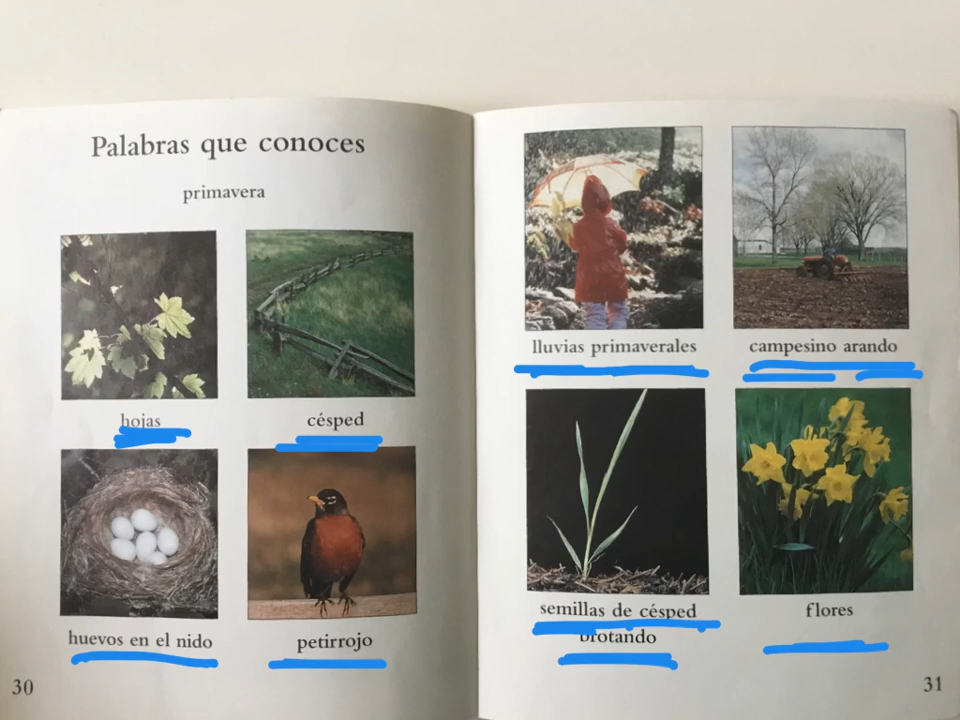 Palabras que conoces
primavera
hojas
césped
huevos en el nido
petirrojo
30
lluvias primaverales
campesino arando
semillas de césped
brotando
flores
31